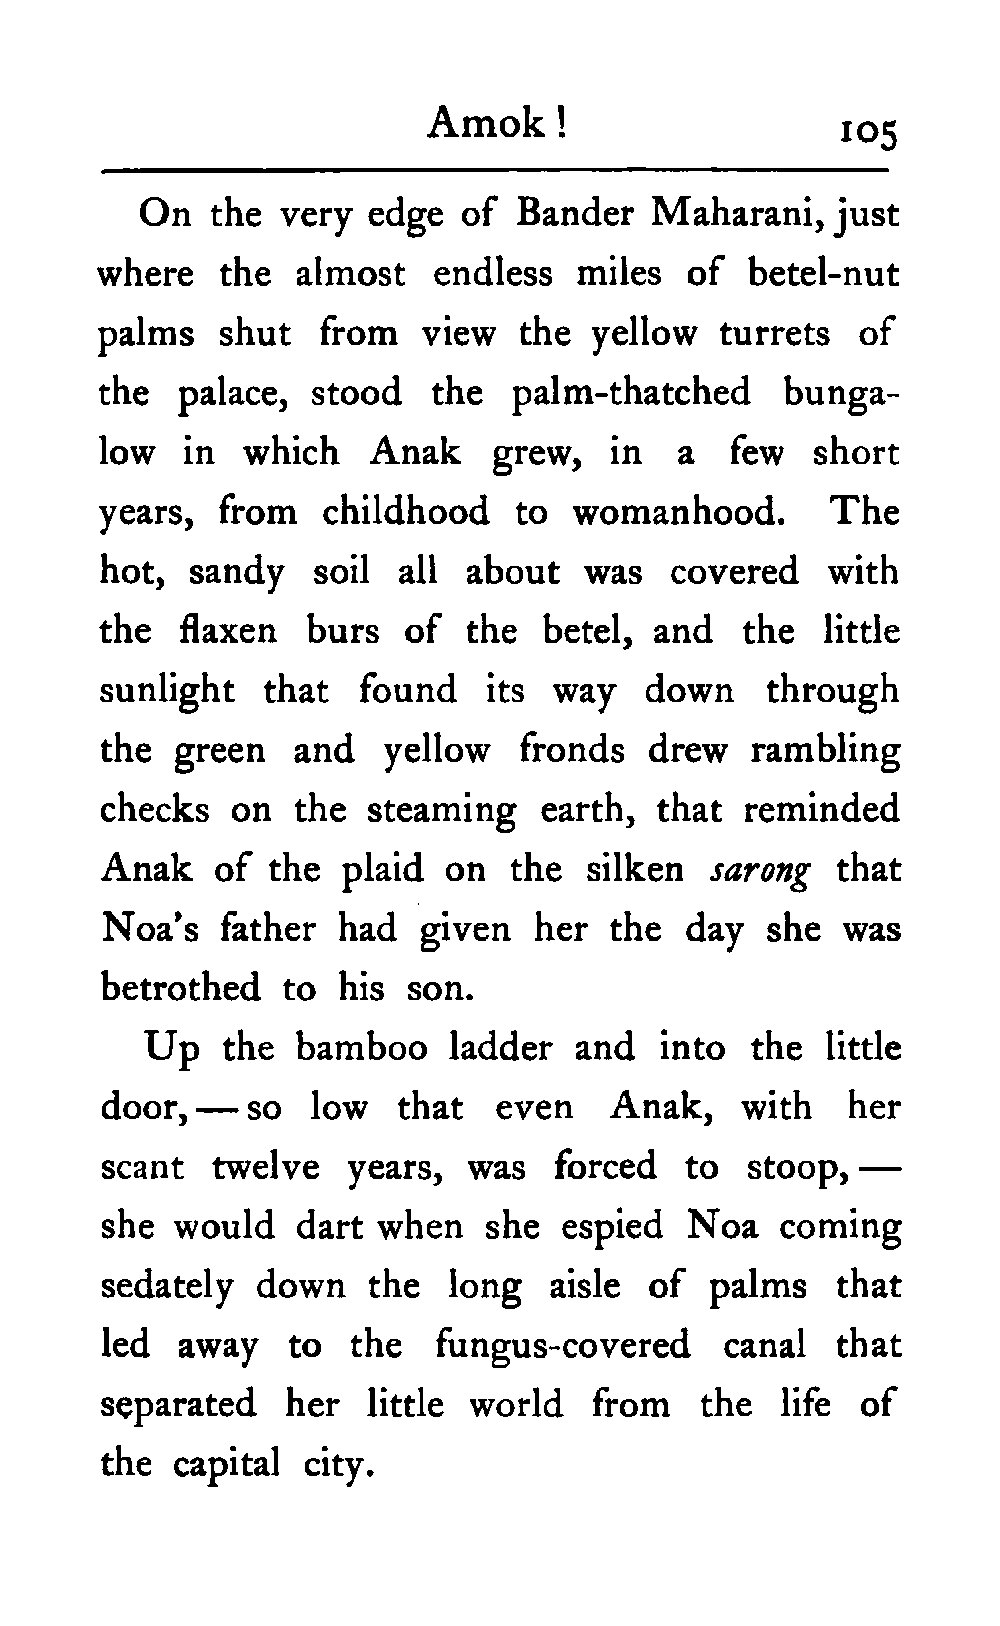 Amok ! 105
On the very edge of Bander Maharani, just
where the almost endless miles of betel-nut
palms shut from view the yellow turrets of
the palace, stood the palm-thatched bunga-
low in which Anak grew, in a few short
years, from childhood to womanhood. The
hot, sandy soil all about was covered with
the flaxen burs of the betel, and the little
sunlight that found its way down through
the green and yellow fronds drew rambling
checks on the steaming earth, that reminded
Anak of the plaid on the silken sarong that
Noa's father had given her the day she was
betrothed to his son.
Up the bamboo ladder and into the little
door, — so low that even Anak, with her
scant twelve years, was forced to stoop, —
she would dart when she espied Noa coming
sedately down the long aisle of palms that
led away to the fungus-covered canal that
separated her little world from the life of
the capital city.